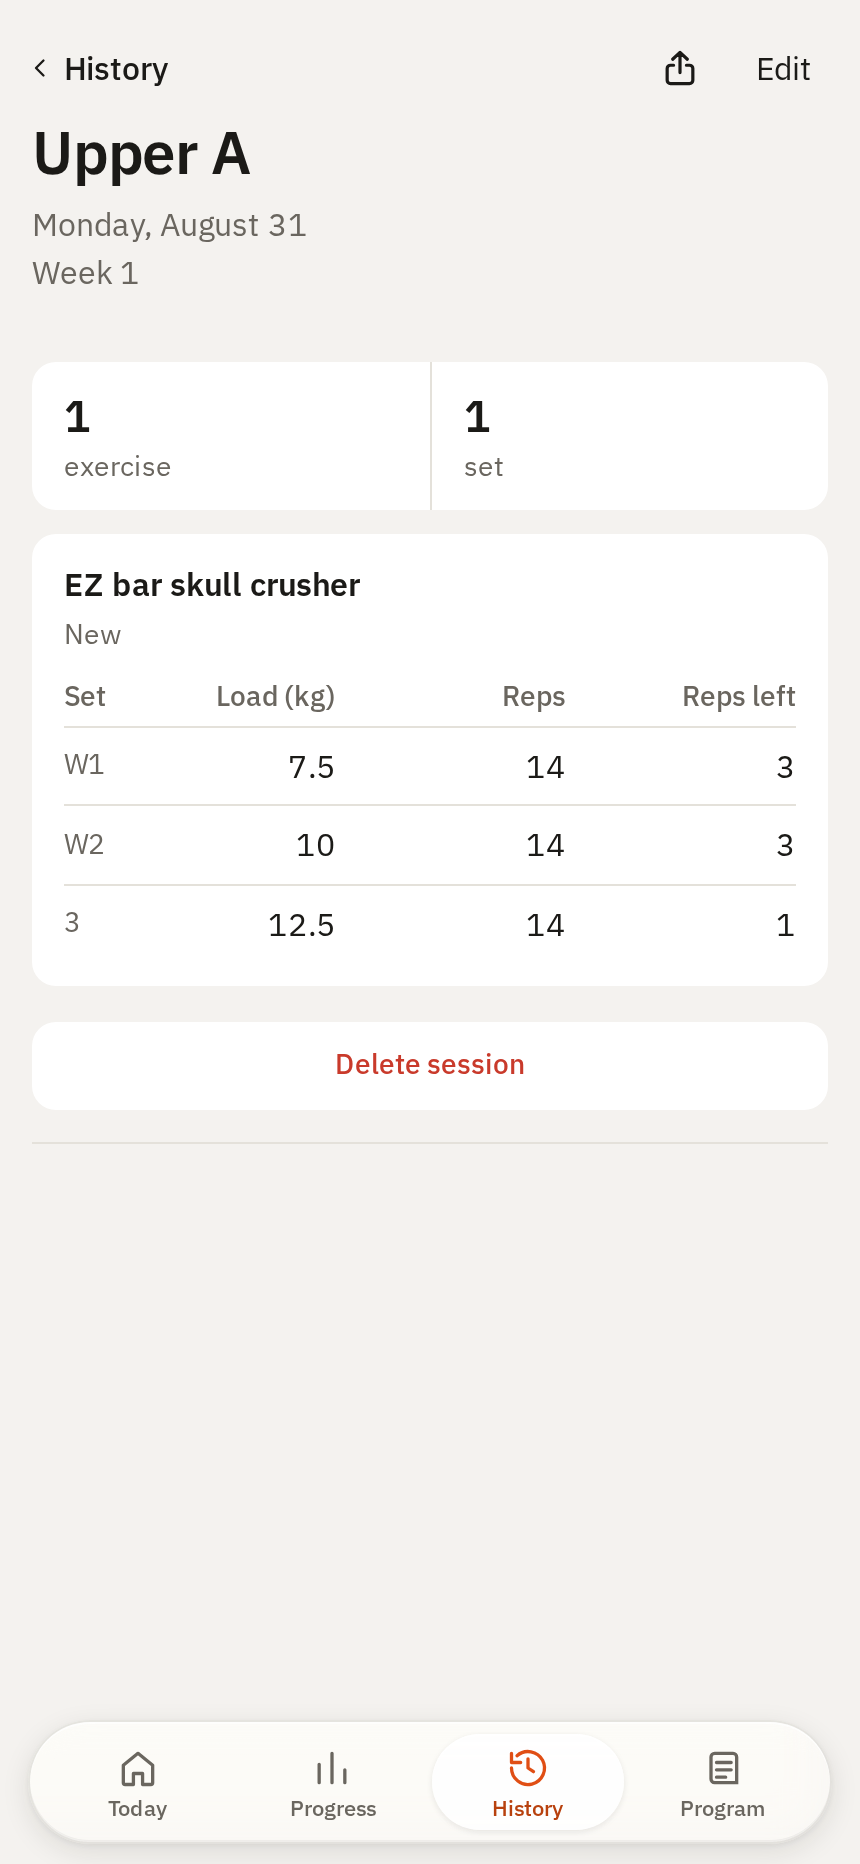 History Edit
Upper A
Monday, August 31
Week 1
1 1
exercise set
EZ bar skull crusher
New
Set Load (kg) Reps Reps left
W1 7.5 14 3
W2 10 14 3
3 12.5 14 1
Delete session
Today Progress History Program